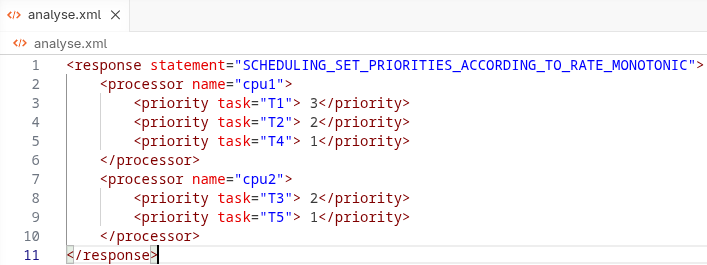 analyse.xml
analyse.xml
1 <response statement="SCHEDULING_SET_PRIORITIES_ACCORDING_TO_RATE_MONOTONIC">
2 <processor name="cpu1">
3 <priority task="T1"> 3</priority>
4 <priority task="T2"> 2</priority>
5 <priority task="T4"> 1</priority>
6 </processor>
7 <processor name="cpu2">
8 <priority task="T3"> 2</priority>
9 <priority task="T5"> 1</priority>
10 </processor>
11 </response>